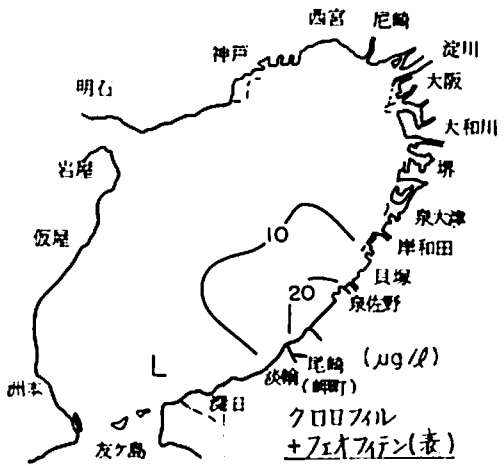 西宮 尼崎
神戸 淀川
大阪
明石
大和川
岩屋 堺
泉大津
仮屋 10 岸和田
貝塚
20 泉佐野
L 淡輪 尾崎 (μg/l)
(岬町)
洲本 深日
友ヶ島
クロロフィル
+フェオフィテン(表)